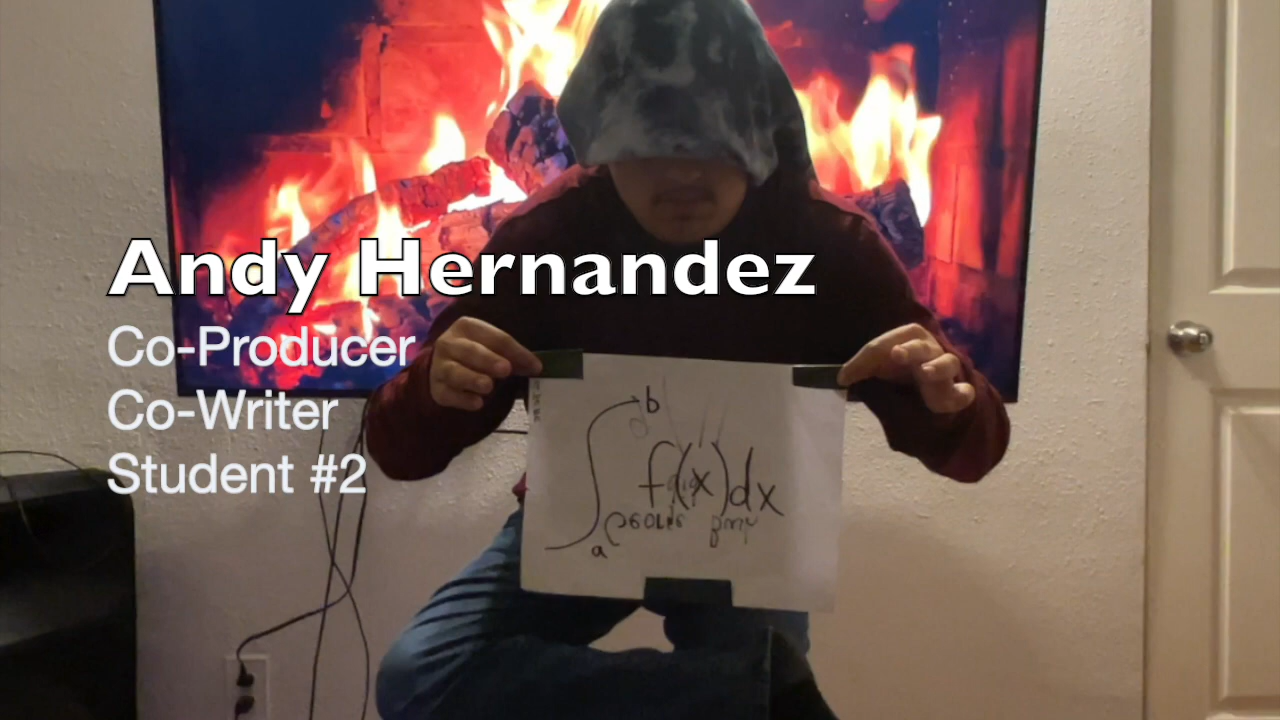 Andy Hernandez
Co-Producer
Co-Writer
Student #2
b
∫ f(x)dx
a